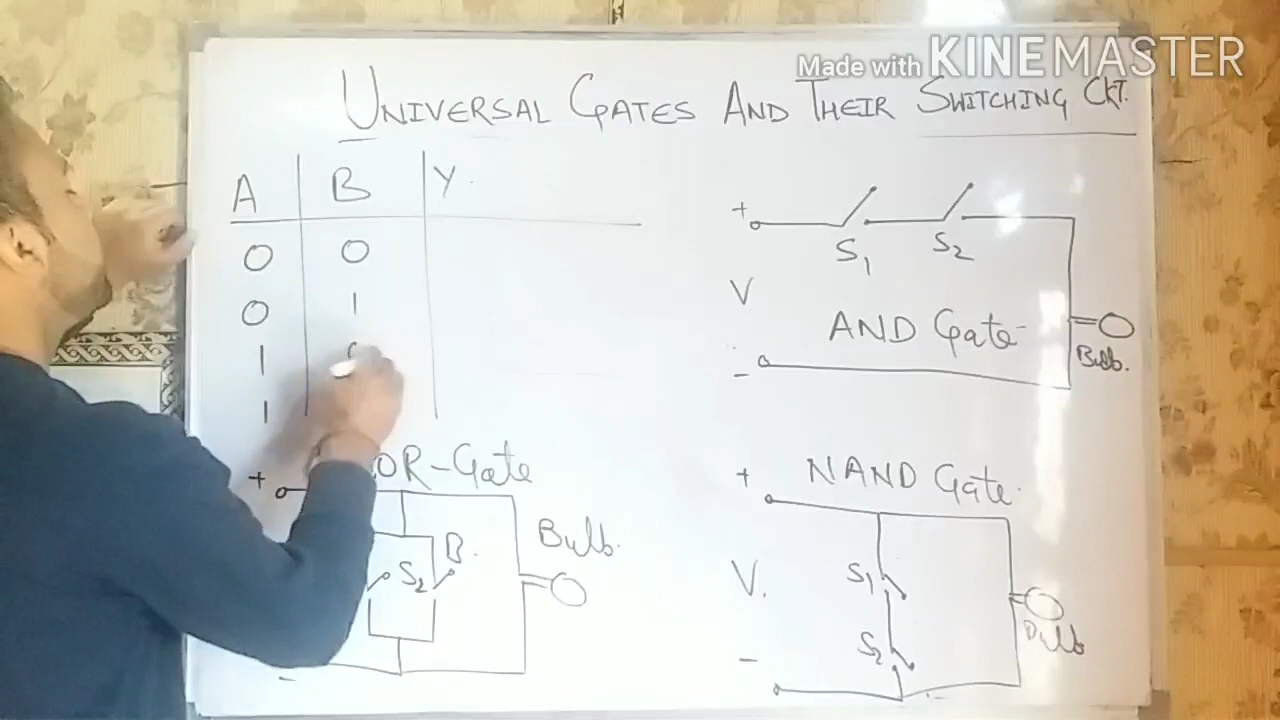 Made with KINEMASTER
UNIVERSAL GATES AND THEIR SWITCHING CKT.
A B Y
0 0
0 1
1
1
+
S1 S2
V
AND Gate
Bulb.
-
OR-Gate
+
Bulb.
S2 B.
-
NAND Gate.
+
S1
V.
S2
Bulb
-